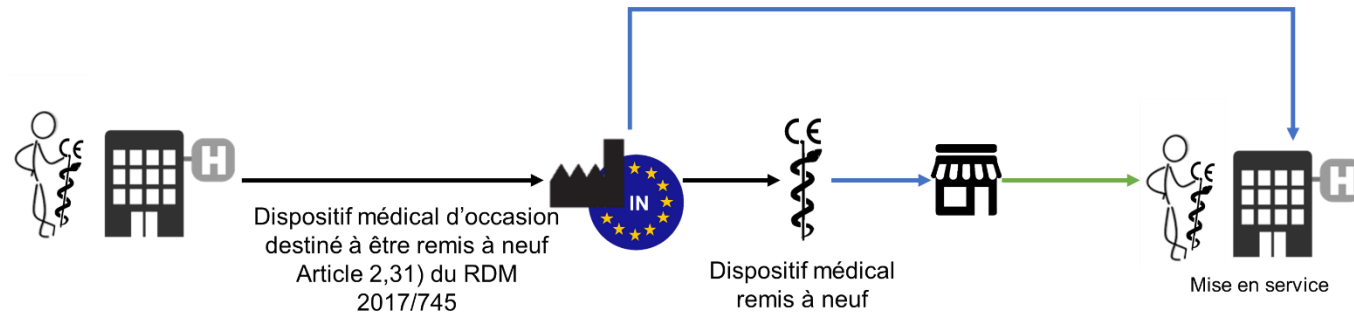 CE
H
Dispositif médical d’occasion
destiné à être remis à neuf
Article 2,31) du RDM
2017/745
IN
CE
Dispositif médical
remis à neuf
CE
H
Mise en service